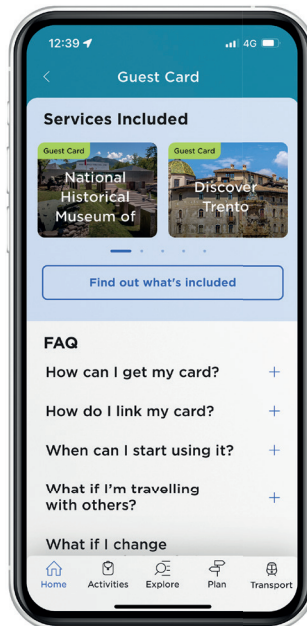 12:39
4G
Guest Card
Services Included
Guest Card
National
Historical
Museum of
Guest Card
Discover
Trento
Find out what's included
FAQ
How can I get my card?
How do I link my card?
When can I start using it?
What if I'm travelling
with others?
What if I change
Home
Activities
Explore
Plan
Transport